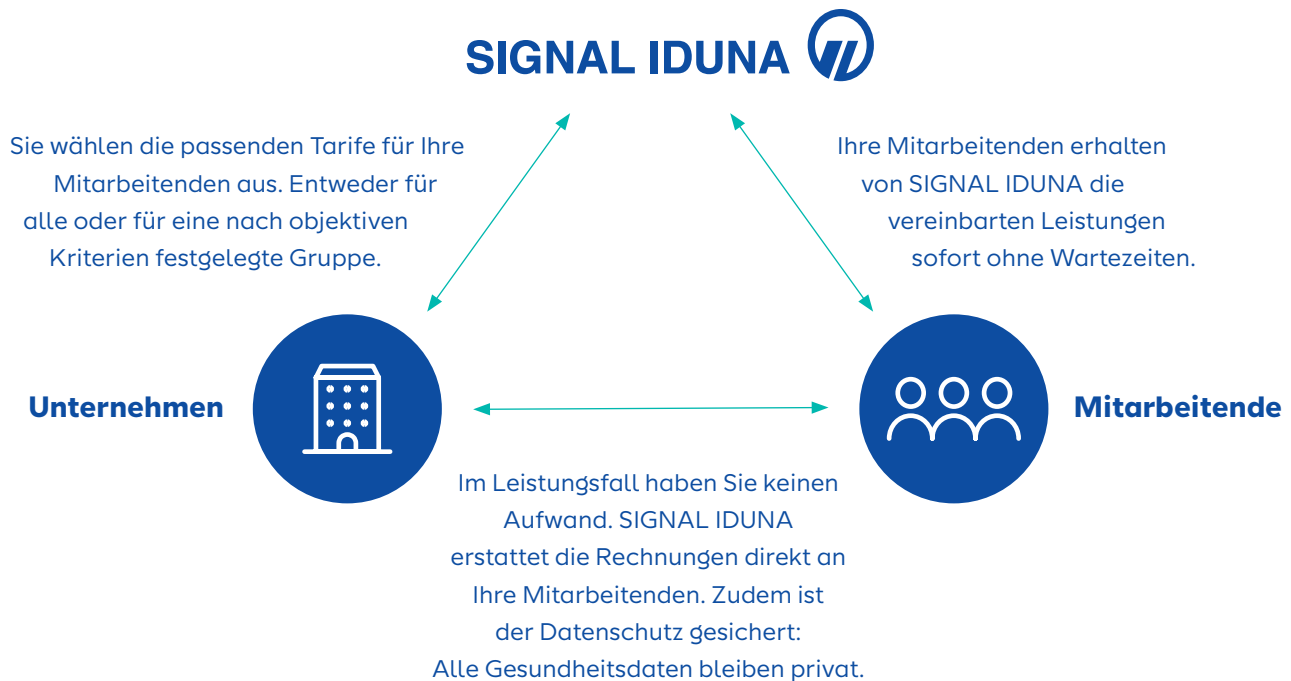 SIGNAL IDUNA
Sie wählen die passenden Tarife für Ihre
Mitarbeitenden aus. Entweder für
alle oder für eine nach objektiven
Kriterien festgelegte Gruppe.
Ihre Mitarbeitenden erhalten
von SIGNAL IDUNA die
vereinbarten Leistungen
sofort ohne Wartezeiten.
Unternehmen
Mitarbeitende
Im Leistungsfall haben Sie keinen
Aufwand. SIGNAL IDUNA
erstattet die Rechnungen direkt an
Ihre Mitarbeitenden. Zudem ist
der Datenschutz gesichert:
Alle Gesundheitsdaten bleiben privat.